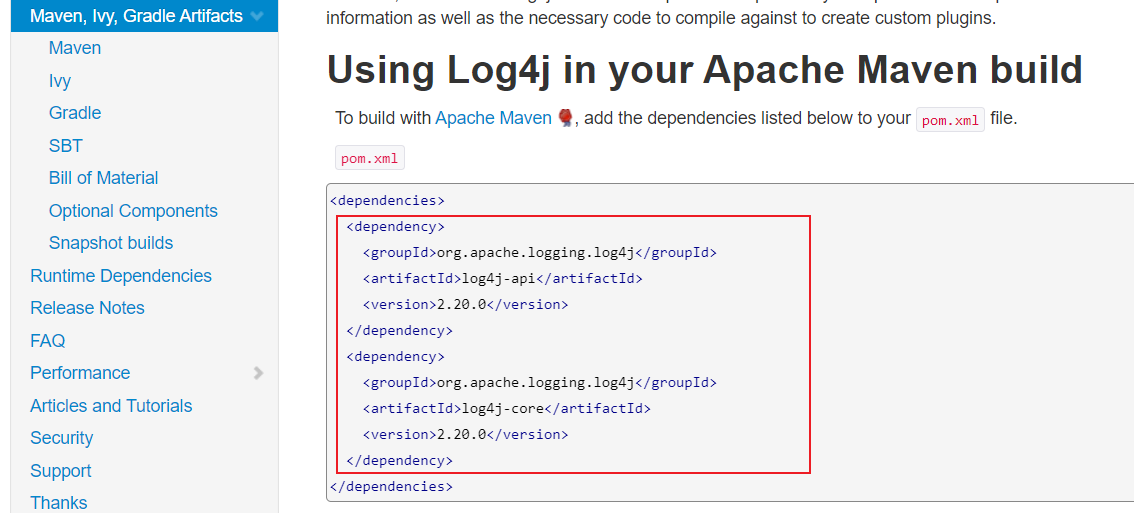 Maven, Ivy, Gradle Artifacts
Maven
Ivy
Gradle
SBT
Bill of Material
Optional Components
Snapshot builds
Runtime Dependencies
Release Notes
FAQ
Performance
Articles and Tutorials
Security
Support
Thanks
information as well as the necessary code to compile against to create custom plugins.
Using Log4j in your Apache Maven build
To build with Apache Maven , add the dependencies listed below to your pom.xml file.
pom.xml
<dependencies>
  <dependency>
    <groupId>org.apache.logging.log4j</groupId>
    <artifactId>log4j-api</artifactId>
    <version>2.20.0</version>
  </dependency>
  <dependency>
    <groupId>org.apache.logging.log4j</groupId>
    <artifactId>log4j-core</artifactId>
    <version>2.20.0</version>
  </dependency>
</dependencies>